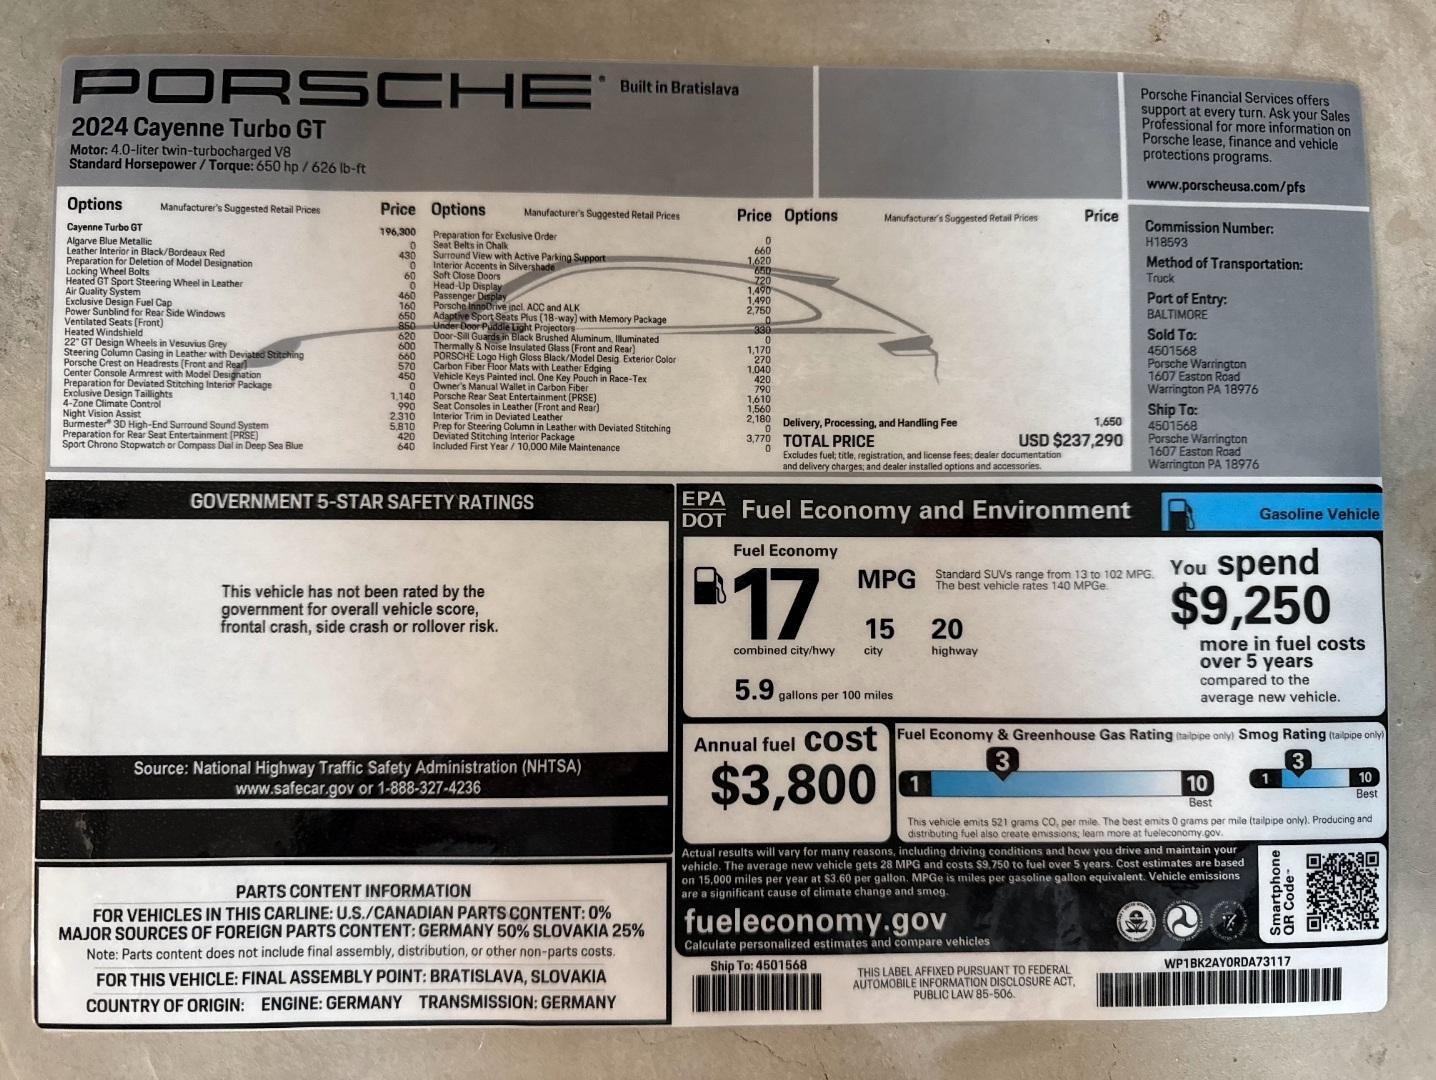 PORSCHE®
Built in Bratislava
2024 Cayenne Turbo GT
Motor: 4.0-liter twin-turbocharged V8
Standard Horsepower / Torque: 650 hp / 626 lb-ft
Porsche Financial Services offers
support at every turn. Ask your Sales
Professional for more information on
Porsche lease, finance and vehicle
protections programs.
www.porscheusa.com/pfs
Options Manufacturer's Suggested Retail Prices Price
Cayenne Turbo GT 196,300
Algarve Blue Metallic 0
Leather Interior in Black/Bordeaux Red 430
Preparation for Deletion of Model Designation 0
Locking Wheel Bolts 60
Heated GT Sport Steering Wheel in Leather 0
Air Quality System 460
Exclusive Design Fuel Cap 160
Power Sunblind for Rear Side Windows 650
Ventilated Seats (Front) 850
Heated Windshield 620
22" GT Design Wheels in Vesuvius Grey 600
Steering Column Casing in Leather with Deviated Stitching 660
Porsche Crest on Headrests (Front and Rear) 570
Center Console Armrest with Model Designation 450
Preparation for Deviated Stitching Interior Package 0
Exclusive Design Taillights 1,140
4-Zone Climate Control 990
Night Vision Assist 2,310
Burmester® 3D High-End Surround Sound System 5,810
Preparation for Rear Seat Entertainment (PRSE) 420
Sport Chrono Stopwatch or Compass Dial in Deep Sea Blue 640
Options Manufacturer's Suggested Retail Prices Price
Preparation for Exclusive Order 0
Seat Belts in Chalk 660
Surround View with Active Parking Support 1,620
Interior Accents in Silvershade 650
Soft Close Doors 720
Head-Up Display 1,490
Passenger Display 1,490
Porsche InnoDrive incl. ACC and ALK 2,750
Adaptive Sport Seats Plus (18-way) with Memory Package 0
Under Door Puddle Light Projectors 330
Door-Sill Guards in Black Brushed Aluminum, Illuminated 0
Thermally & Noise Insulated Glass (Front and Rear) 1,170
PORSCHE Logo High Gloss Black/Model Desig. Exterior Color 270
Carbon Fiber Floor Mats with Leather Edging 1,040
Vehicle Keys Painted incl. One Key Pouch in Race-Tex 420
Owner's Manual Wallet in Carbon Fiber 790
Porsche Rear Seat Entertainment (PRSE) 1,610
Seat Consoles in Leather (Front and Rear) 1,560
Interior Trim in Deviated Leather 2,180
Prep for Steering Column in Leather with Deviated Stitching 0
Deviated Stitching Interior Package 3,770
Included First Year / 10,000 Mile Maintenance 0
Options Manufacturer's Suggested Retail Prices Price
Delivery, Processing, and Handling Fee 1,650
TOTAL PRICE USD $237,290
Excludes fuel; title, registration, and license fees; dealer documentation
and delivery charges; and dealer installed options and accessories.
Commission Number:
H18593
Method of Transportation:
Truck
Port of Entry:
BALTIMORE
Sold To:
4501568
Porsche Warrington
1607 Easton Road
Warrington PA 18976
Ship To:
4501568
Porsche Warrington
1607 Easton Road
Warrington PA 18976
GOVERNMENT 5-STAR SAFETY RATINGS
This vehicle has not been rated by the
government for overall vehicle score,
frontal crash, side crash or rollover risk.
Source: National Highway Traffic Safety Administration (NHTSA)
www.safecar.gov or 1-888-327-4236
PARTS CONTENT INFORMATION
FOR VEHICLES IN THIS CARLINE: U.S./CANADIAN PARTS CONTENT: 0%
MAJOR SOURCES OF FOREIGN PARTS CONTENT: GERMANY 50% SLOVAKIA 25%
Note: Parts content does not include final assembly, distribution, or other non-parts costs.
FOR THIS VEHICLE: FINAL ASSEMBLY POINT: BRATISLAVA, SLOVAKIA
COUNTRY OF ORIGIN: ENGINE: GERMANY TRANSMISSION: GERMANY
EPA
DOT
Fuel Economy and Environment
Gasoline Vehicle
Fuel Economy
17 MPG
Standard SUVs range from 13 to 102 MPG.
The best vehicle rates 140 MPGe.
15 20
combined city/hwy city highway
5.9 gallons per 100 miles
You spend
$9,250
more in fuel costs
over 5 years
compared to the
average new vehicle.
Annual fuel cost
$3,800
Fuel Economy & Greenhouse Gas Rating (tailpipe only)
3
1 10
Best
Smog Rating (tailpipe only)
3
1 10
Best
This vehicle emits 521 grams CO₂ per mile. The best emits 0 grams per mile (tailpipe only). Producing and
distributing fuel also create emissions; learn more at fueleconomy.gov.
Actual results will vary for many reasons, including driving conditions and how you drive and maintain your
vehicle. The average new vehicle gets 28 MPG and costs $9,750 to fuel over 5 years. Cost estimates are based
on 15,000 miles per year at $3.60 per gallon. MPGe is miles per gasoline gallon equivalent. Vehicle emissions
are a significant cause of climate change and smog.
fueleconomy.gov
Calculate personalized estimates and compare vehicles
Smartphone
QR Code™
Ship To: 4501568
THIS LABEL AFFIXED PURSUANT TO FEDERAL
AUTOMOBILE INFORMATION DISCLOSURE ACT,
PUBLIC LAW 85-506.
WP1BK2AY0RDA73117